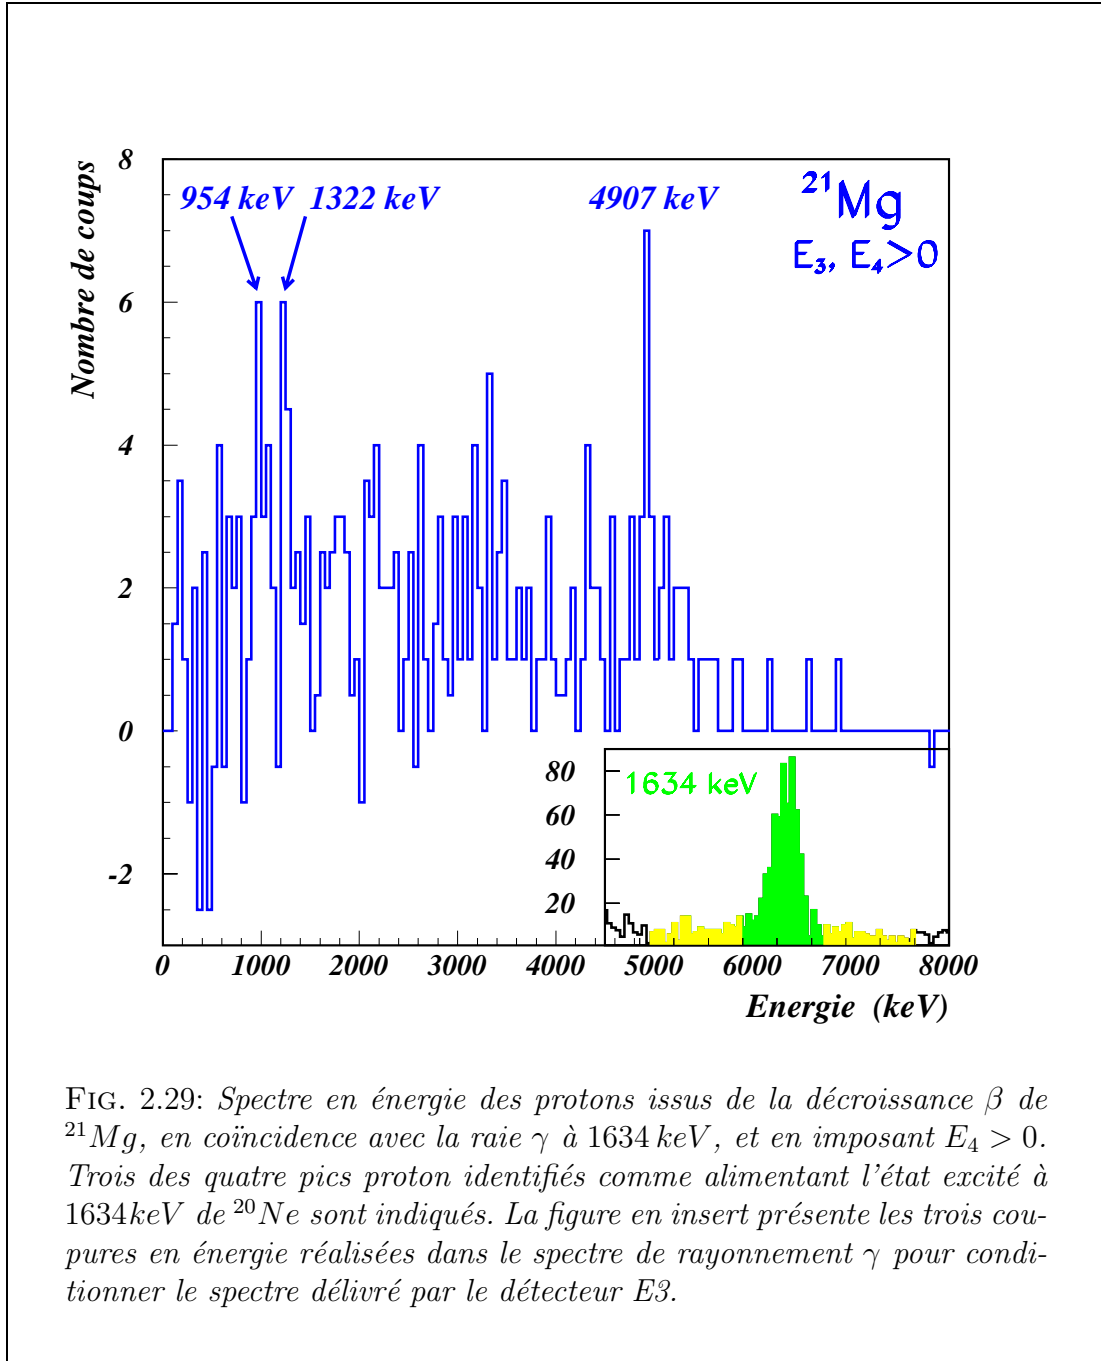 8
6
4
2
0
-2
Nombre de coups
954 keV 1322 keV
4907 keV
21Mg
E3, E4>0
80
60
40
20
1634 keV
0 1000 2000 3000 4000 5000 6000 7000 8000
Energie (keV)
FIG. 2.29: Spectre en énergie des protons issus de la décroissance β de
21Mg, en coïncidence avec la raie γ à 1634 keV, et en imposant E4 > 0.
Trois des quatre pics proton identifiés comme alimentant l'état excité à
1634keV de 20Ne sont indiqués. La figure en insert présente les trois cou-
pures en énergie réalisées dans le spectre de rayonnement γ pour condi-
tionner le spectre délivré par le détecteur E3.